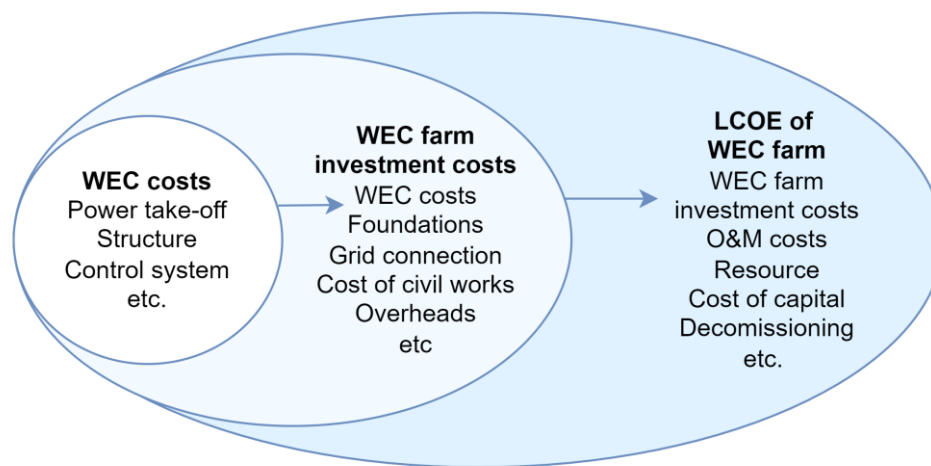 WEC costs
Power take-off
Structure
Control system
etc.
WEC farm
investment costs
WEC costs
Foundations
Grid connection
Cost of civil works
Overheads
etc
LCOE of
WEC farm
WEC farm
investment costs
O&M costs
Resource
Cost of capital
Decomissioning
etc.